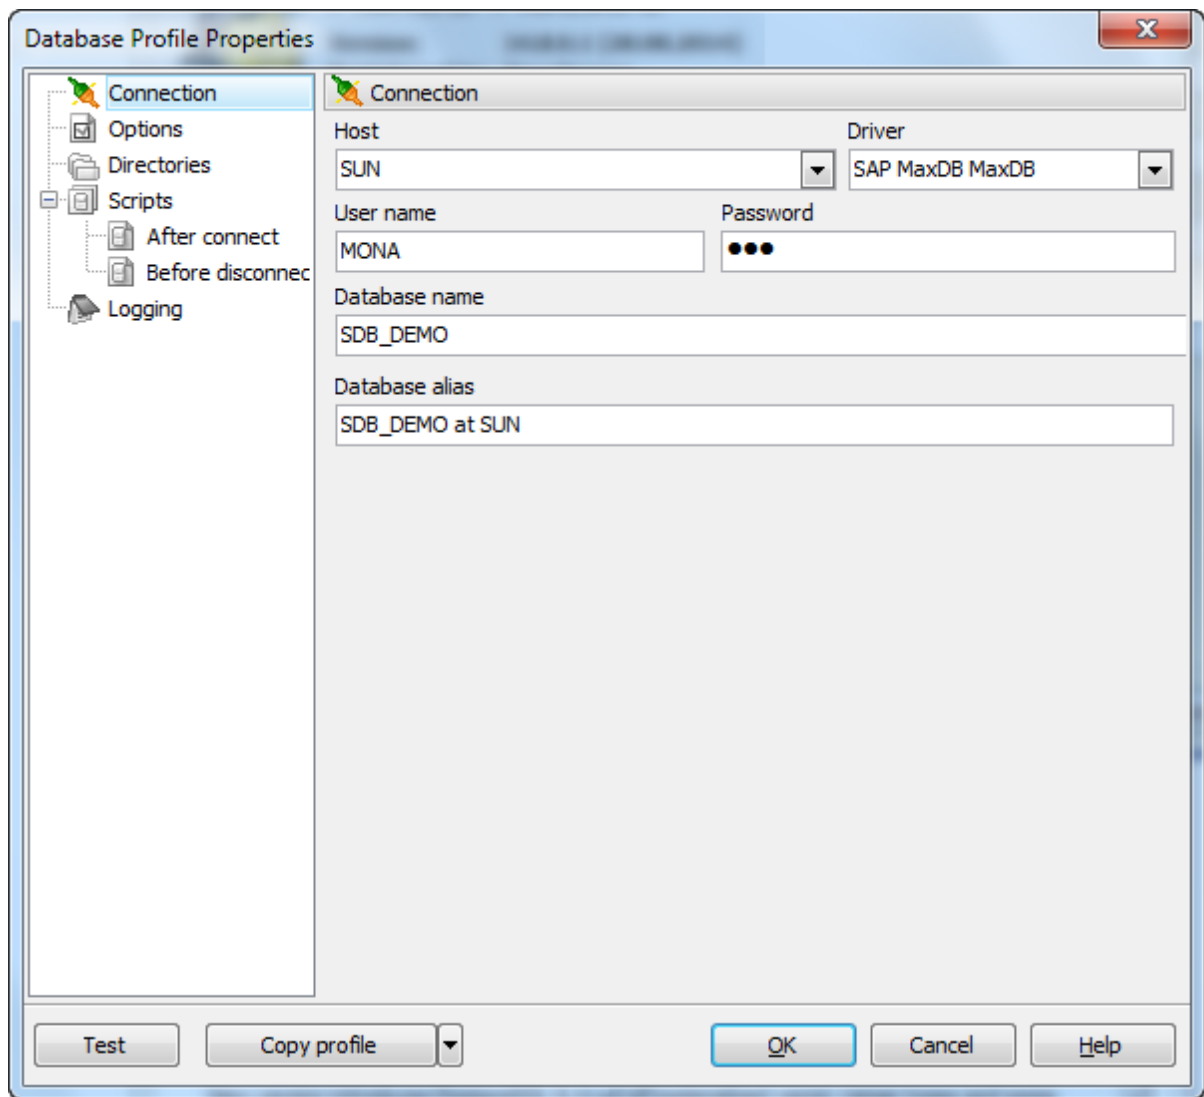 Database Profile Properties
Connection
Options
Directories
Scripts
After connect
Before disconnec
Logging
Connection
Host
Driver
SUN
SAP MaxDB MaxDB
User name
Password
MONA
●●●
Database name
SDB_DEMO
Database alias
SDB_DEMO at SUN
Test
Copy profile
OK
Cancel
Help